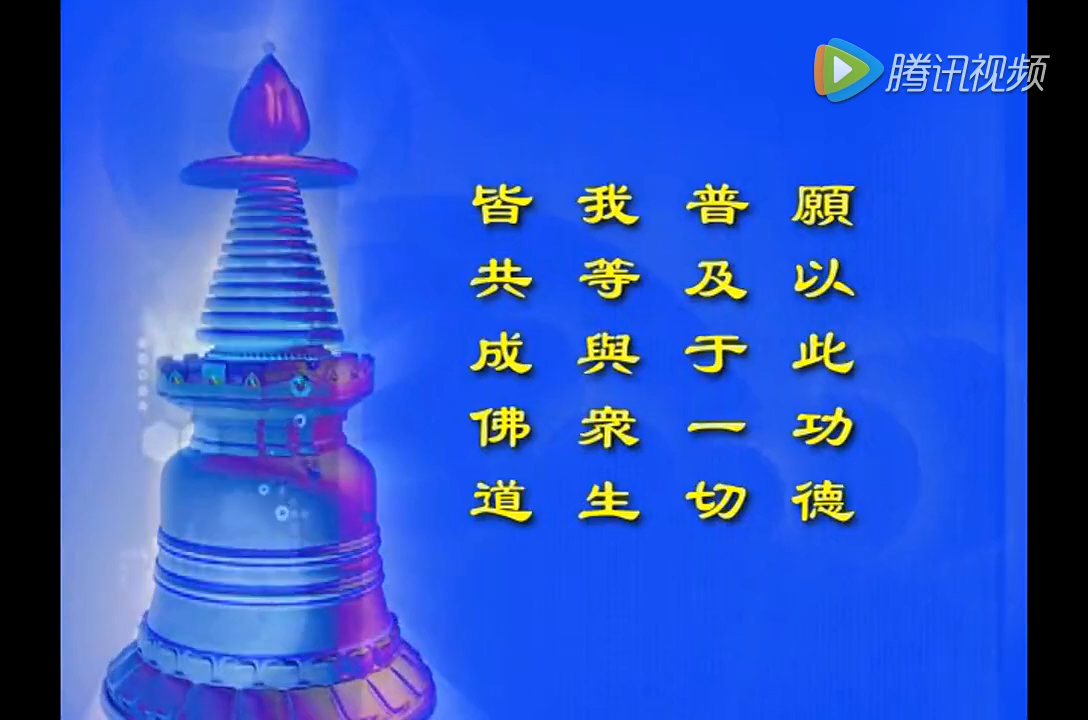 願以此功德
普及于一切
我等與衆生
皆共成佛道
腾讯视频